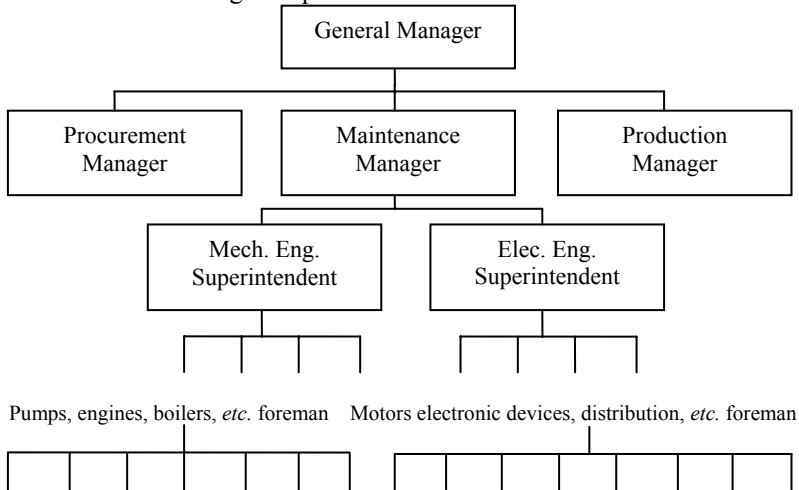 General Manager
Procurement
Manager
Maintenance
Manager
Production
Manager
Mech. Eng.
Superintendent
Elec. Eng.
Superintendent
Pumps, engines, boilers, etc. foreman
Motors electronic devices, distribution, etc. foreman